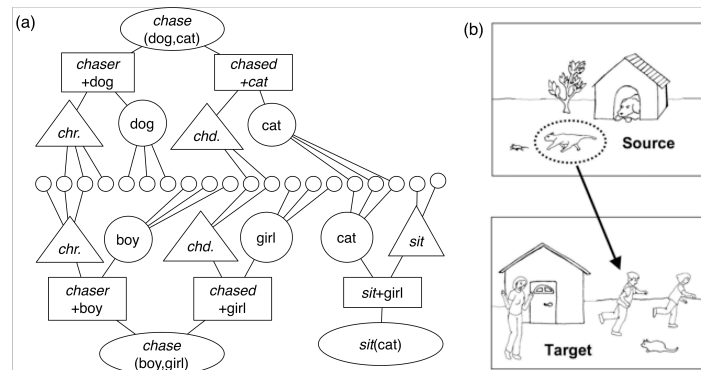 (a)
chase
(dog,cat)
chaser
+dog
chased
+cat
chr.
dog
chd.
cat
chr.
boy
chd.
girl
cat
sit
chaser
+boy
chased
+girl
sit+girl
chase
(boy,girl)
sit(cat)
(b)
Source
Target